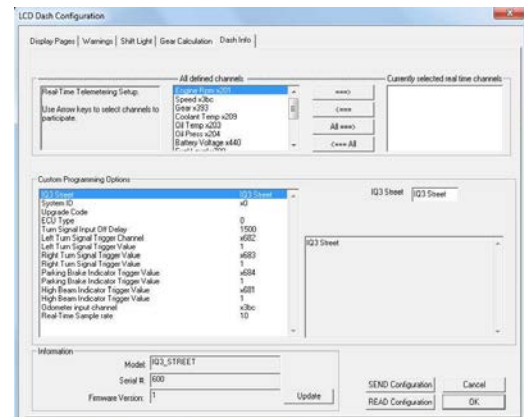 LCD Dash Configuration
Display Pages Warnings Shift Light Gear Calculation Dash Info
All defined channels
Currently selected real time channels
Real-Time Telemetering Setup.
Use Arrow keys to select channels to
participate.
Engine Rpm x201
Speed x3bc
Gear x393
Coolant Temp x209
Oil Temp x203
Oil Press x204
Battery Voltage x440
===>
<===
All ===>
<=== All
Custom Programming Options
IQ3 Street IQ3 Street
System ID x0
Upgrade Code
ECU Type 0
Turn Signal Input Off Delay 1500
Left Turn Signal Trigger Channel x682
Left Turn Signal Trigger Value 1
Right Turn Signal Trigger Value x683
Right Turn Signal Trigger Value 1
Parking Brake Indicator Trigger Value x684
Parking Brake Indicator Trigger Value 1
High Beam Indicator Trigger Value x681
High Beam Indicator Trigger Value 1
Odometer input channel x3bc
Real-Time Sample rate 10
IQ3 Street IQ3 Street
IQ3 Street
Information
Model: IQ3_STREET
Serial #: 600
Firmware Version: 1
Update
SEND Configuration
Cancel
READ Configuration
OK